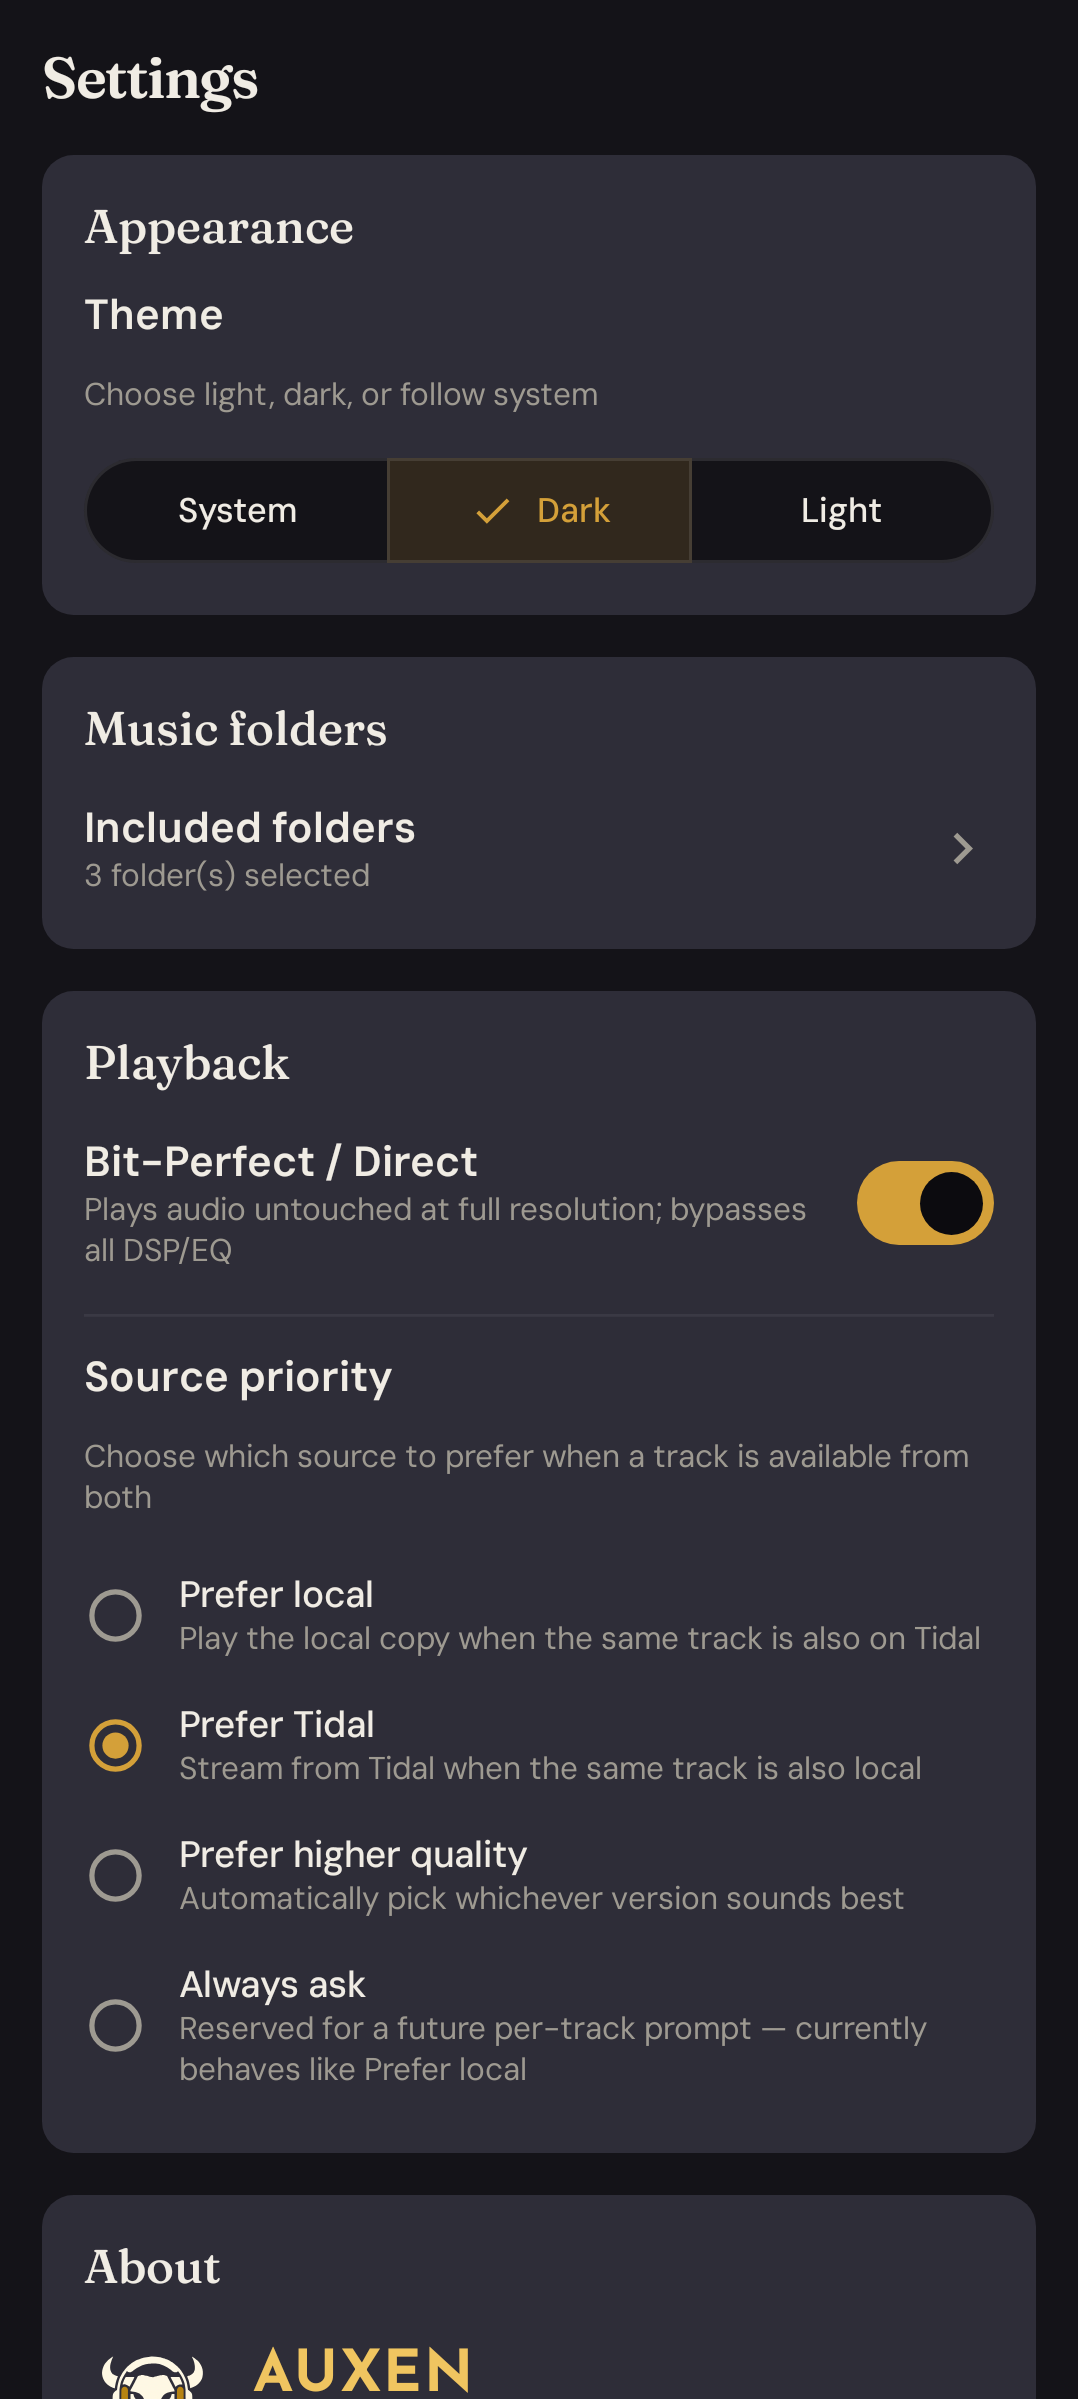 Settings
Appearance
Theme
Choose light, dark, or follow system
System
Dark
Light
Music folders
Included folders
3 folder(s) selected
Playback
Bit-Perfect / Direct
Plays audio untouched at full resolution; bypasses
all DSP/EQ
Source priority
Choose which source to prefer when a track is available from
both
Prefer local
Play the local copy when the same track is also on Tidal
Prefer Tidal
Stream from Tidal when the same track is also local
Prefer higher quality
Automatically pick whichever version sounds best
Always ask
Reserved for a future per-track prompt — currently
behaves like Prefer local
About
AUXEN